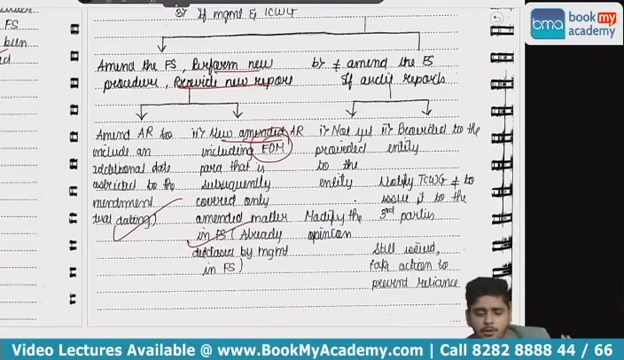 FS
been
book my
academy
bma
If mgmt & TCWG
Amend the FS, Perform new
procedure, Provide new report
b) ≠ amend the FS
If audit reports
Amend AR to
include an
additional date
restricted to the
mendment
dual dating)
ii) New amended AR
including EOM
para that is
subsequently
covered only
amended matter
in FS (Already
disclosed by mgmt
in FS)
i) Not yet
provided
to the
entity
Modify the
opinion
ii) Provided to the
entity
Notify TCWG ≠ to
issue it to the
3rd parties
Still issued,
take action to
prevent reliance
Video Lectures Available @ www.BookMyAcademy.com | Call 8282 8888 44 / 66